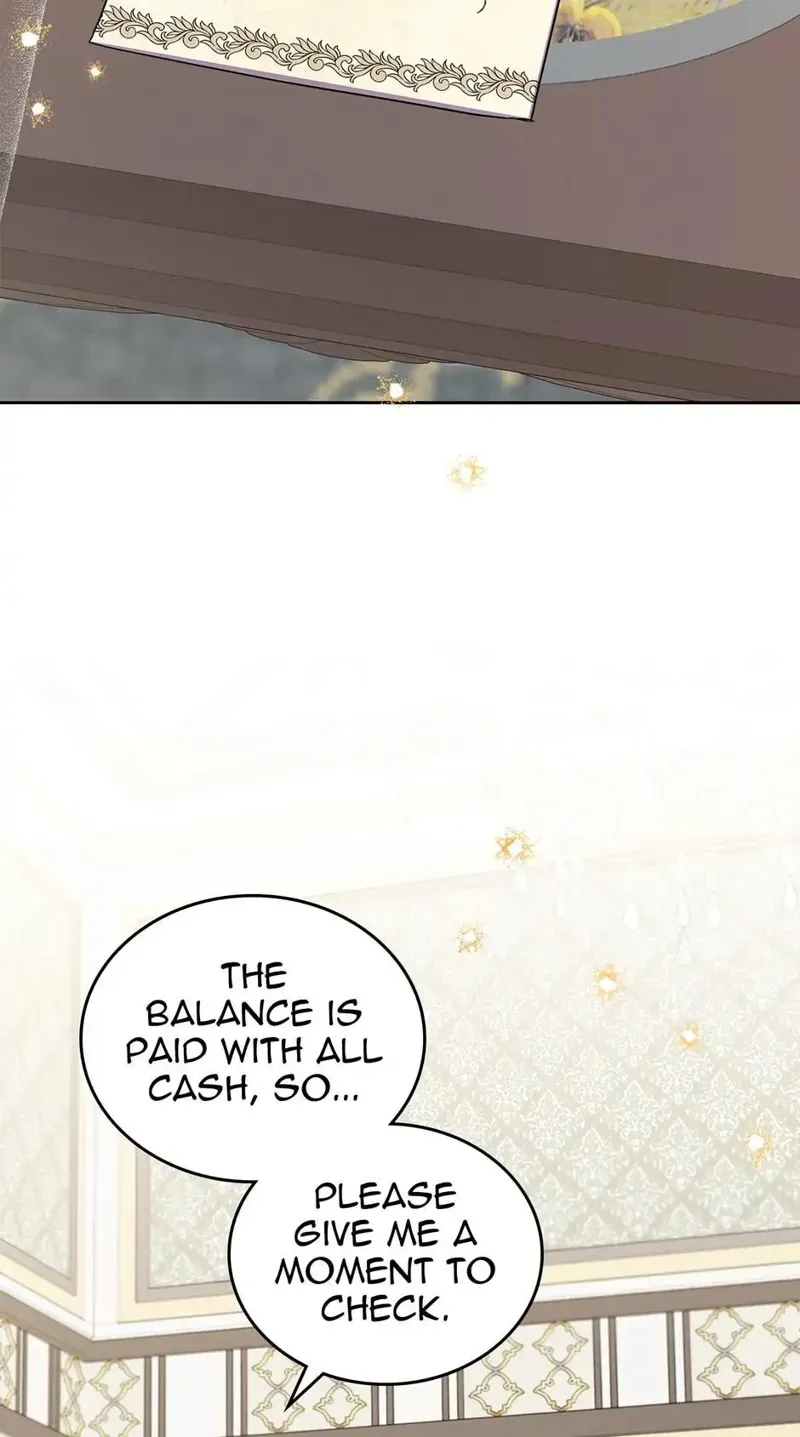 THE
BALANCE IS
PAID WITH ALL
CASH, SO...
PLEASE
GIVE ME A
MOMENT TO
CHECK.